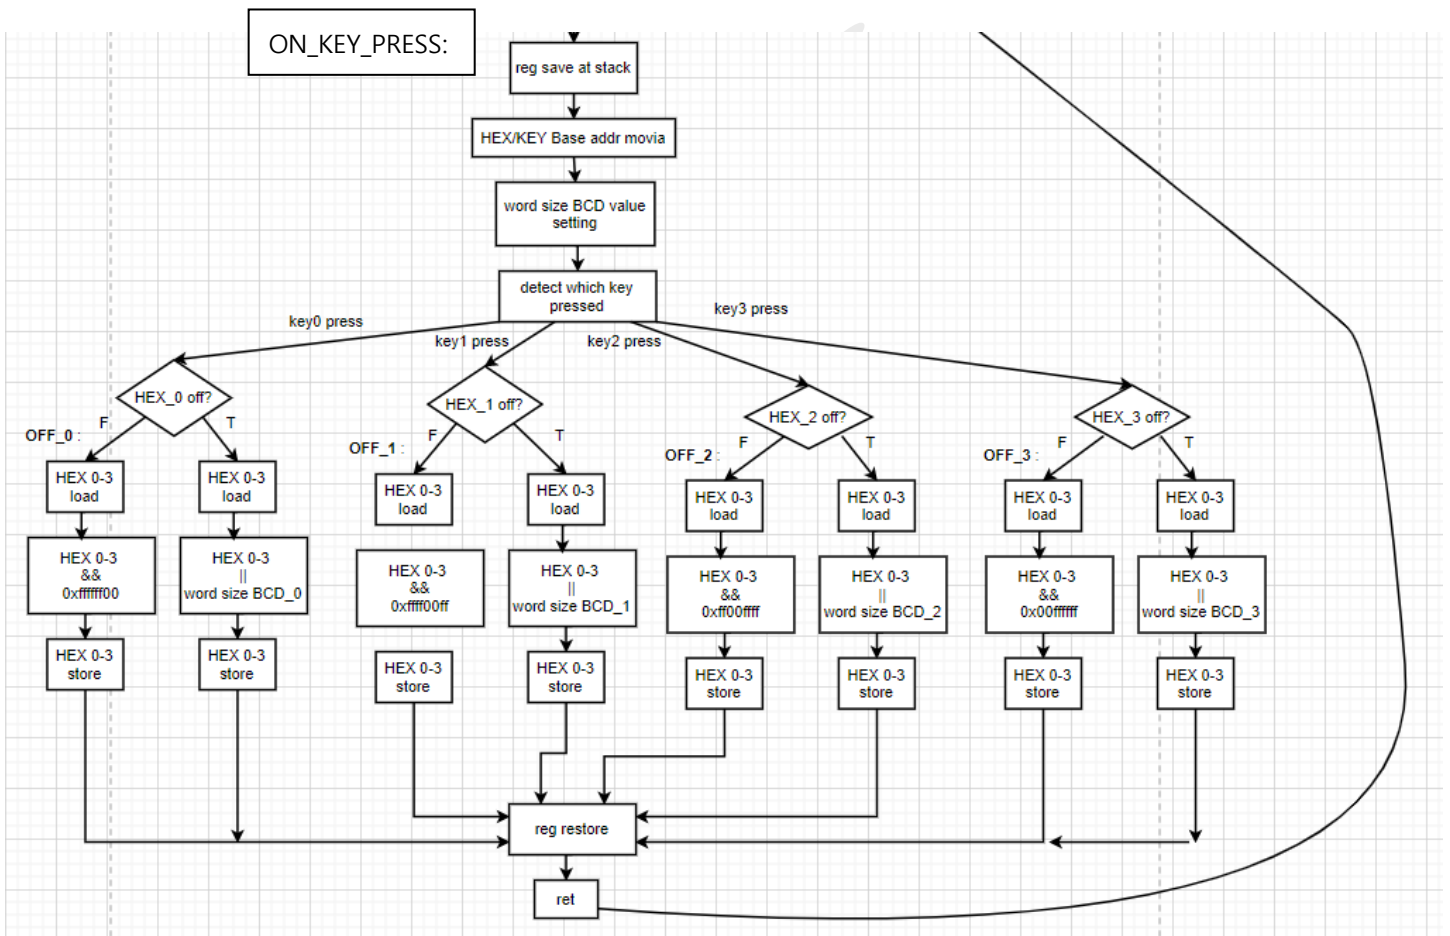 ON_KEY_PRESS:
reg save at stack
HEX/KEY Base addr movia
word size BCD value
setting
detect which key
pressed
key0 press
key1 press
key2 press
key3 press
HEX_0 off?
F
T
OFF_0 :
HEX 0-3
load
HEX 0-3
&&
0xffffff00
HEX 0-3
store
HEX 0-3
load
HEX 0-3
||
word size BCD_0
HEX 0-3
store
HEX_1 off?
F
T
OFF_1 :
HEX 0-3
load
HEX 0-3
&&
0xffff00ff
HEX 0-3
store
HEX 0-3
load
HEX 0-3
||
word size BCD_1
HEX 0-3
store
HEX_2 off?
F
T
OFF_2 :
HEX 0-3
load
HEX 0-3
&&
0xff00ffff
HEX 0-3
store
HEX 0-3
load
HEX 0-3
||
word size BCD_2
HEX 0-3
store
HEX_3 off?
F
T
OFF_3 :
HEX 0-3
load
HEX 0-3
&&
0x00ffffff
HEX 0-3
store
HEX 0-3
load
HEX 0-3
||
word size BCD_3
HEX 0-3
store
reg restore
ret